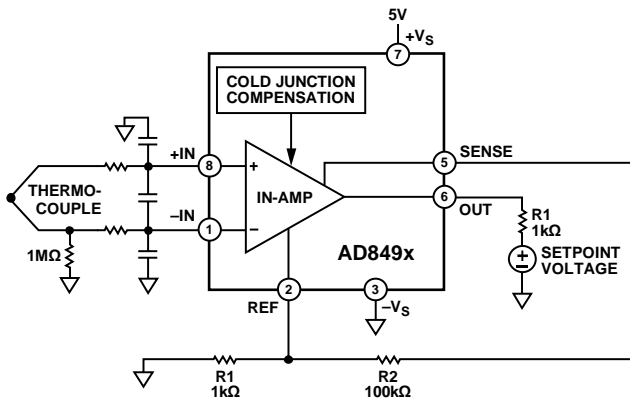 5V
+VS
7
COLD JUNCTION
COMPENSATION
+IN
8
+
SENSE
5
THERMO-
COUPLE
IN-AMP
6
OUT
R1
1kΩ
–IN
1
–
1MΩ
AD849x
+
–
SETPOINT
VOLTAGE
2
REF
3
–VS
R1
1kΩ
R2
100kΩ